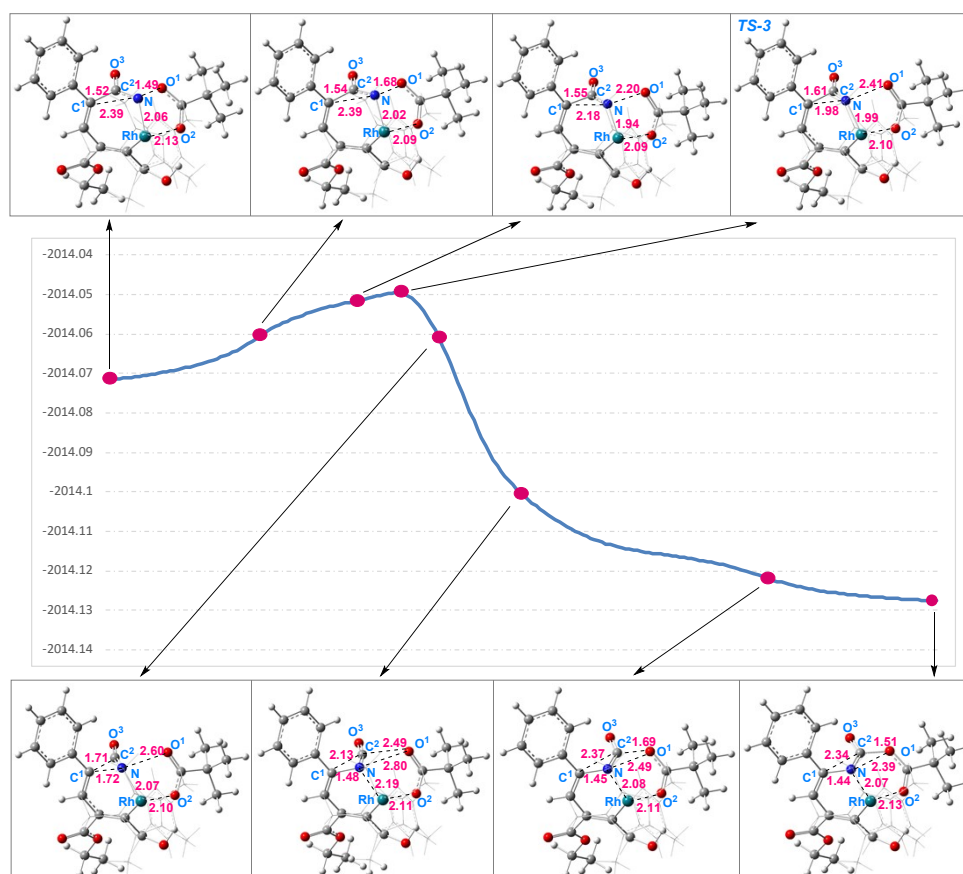 TS-3
O3
1.52
C2
1.49
O1
C1
2.39
N
2.06
Rh
O2
2.13
O3
1.54
C2
1.68
O1
C1
2.39
N
2.02
Rh
O2
2.09
O3
1.55
C2
2.20
O1
C1
2.18
N
1.94
Rh
O2
2.09
O3
1.61
C2
2.41
O1
C1
1.98
N
1.99
Rh
O2
2.10
-2014.04
-2014.05
-2014.06
-2014.07
-2014.08
-2014.09
-2014.1
-2014.11
-2014.12
-2014.13
-2014.14
O3
1.71
C2
2.60
O1
C1
1.72
N
2.07
Rh
O2
2.10
O3
2.13
C2
2.49
O1
2.80
C1
1.48
N
2.19
Rh
O2
2.11
O3
2.37
C2
1.69
O1
2.49
C1
1.45
N
2.08
Rh
O2
2.11
O3
2.34
C2
1.51
O1
2.39
C1
1.44
N
2.07
Rh
O2
2.13